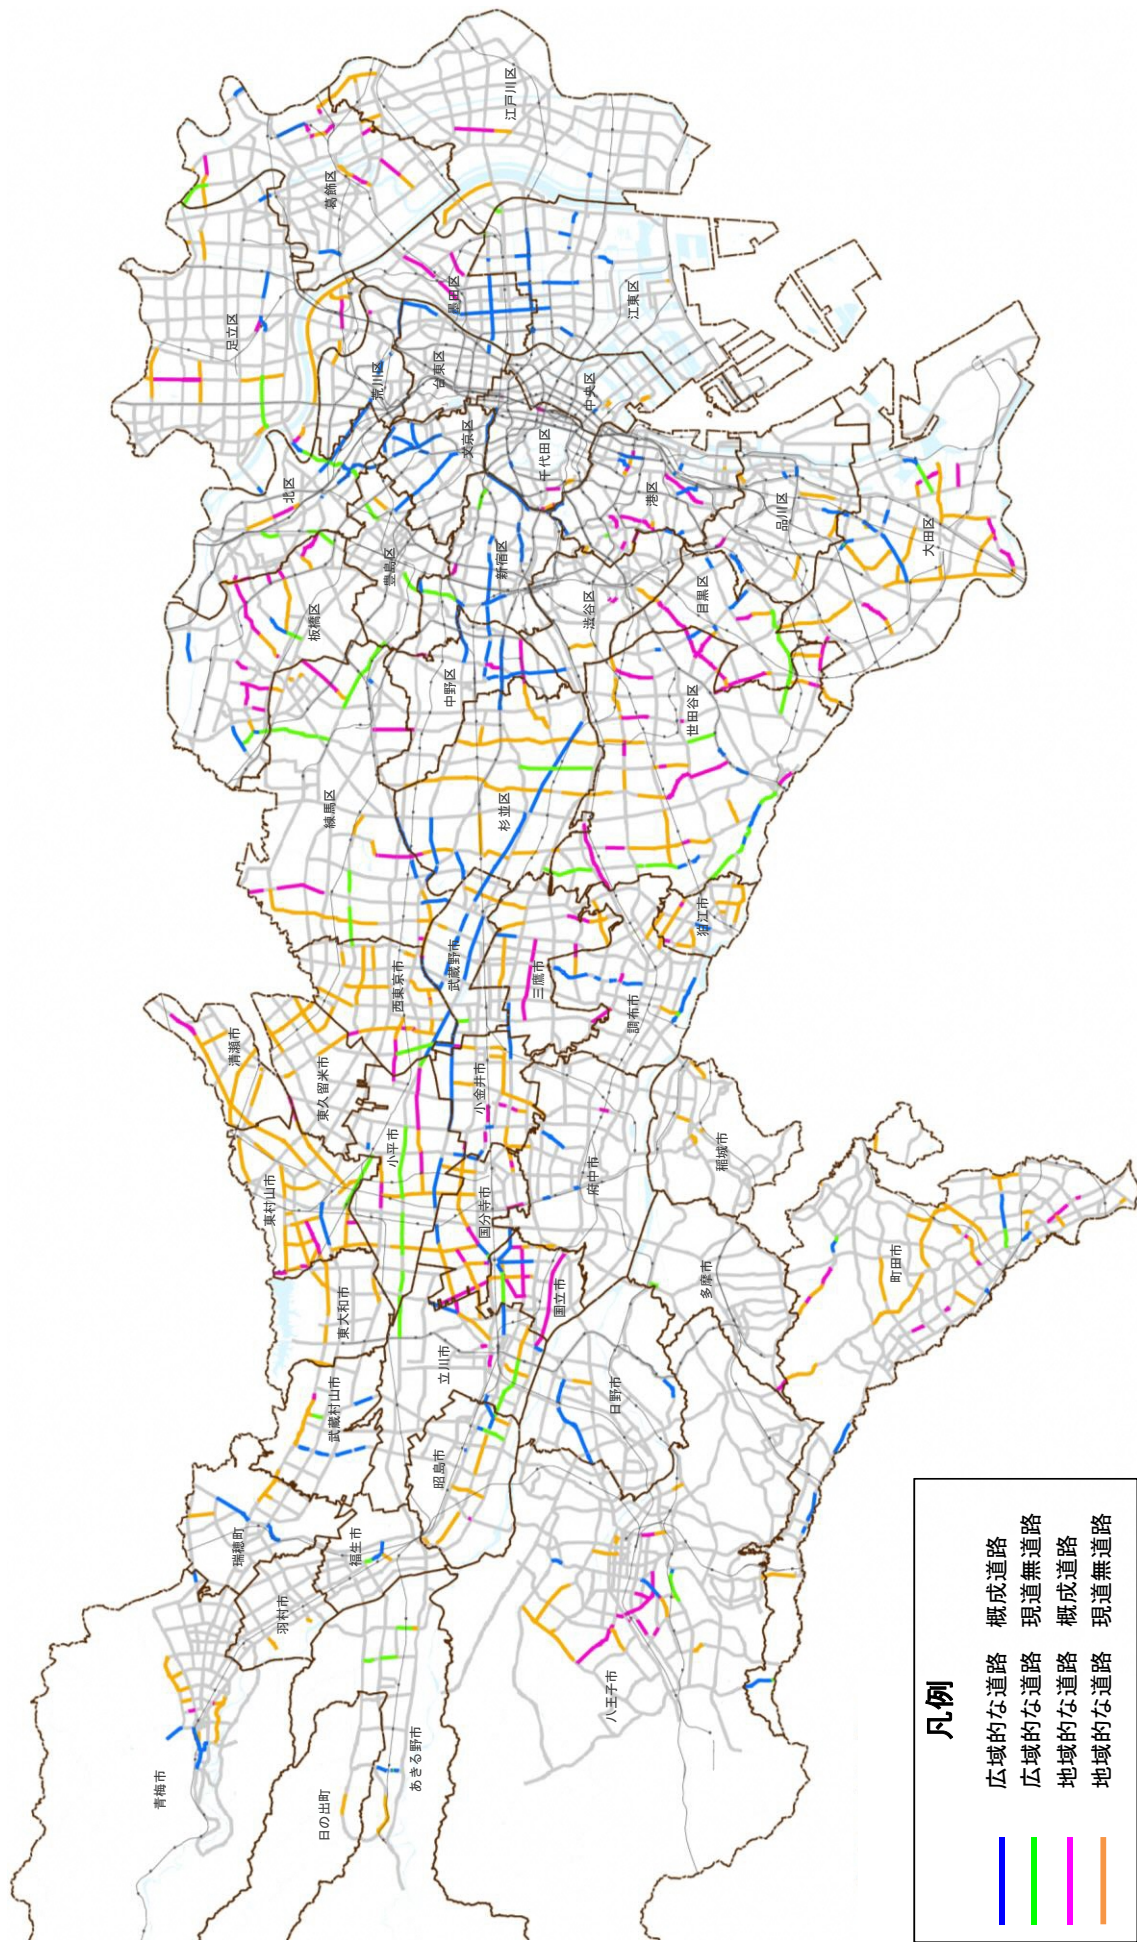 江戸川区
葛飾区
足立区
墨田区
江東区
荒川区
台東区
中央区
文京区
千代田区
北区
港区
品川区
大田区
豊島区
新宿区
渋谷区
目黒区
板橋区
中野区
世田谷区
練馬区
杉並区
狛江市
武蔵野市
三鷹市
調布市
西東京市
清瀬市
東久留米市
小金井市
小平市
東村山市
国分寺市
府中市
稲城市
国立市
多摩市
町田市
東大和市
立川市
武蔵村山市
日野市
昭島市
瑞穂町
福生市
羽村市
八王子市
青梅市
日の出町
あきる野市
凡例
広域的な道路 概成道路
広域的な道路 現道無道路
地域的な道路 概成道路
地域的な道路 現道無道路